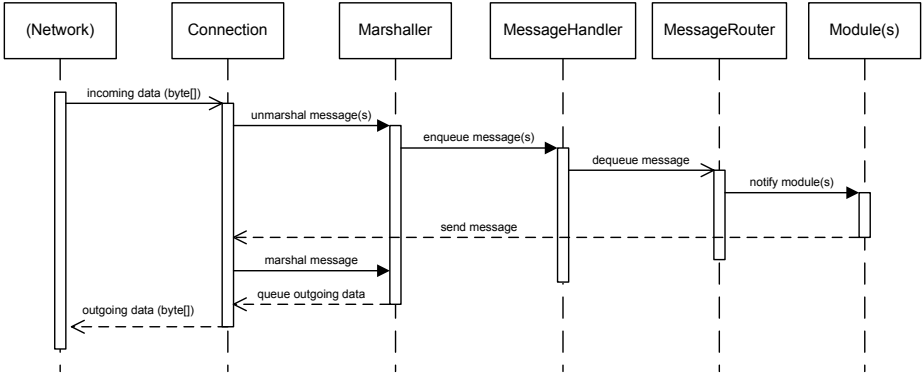 (Network)
Connection
Marshaller
MessageHandler
MessageRouter
Module(s)
incoming data (byte[])
unmarshal message(s)
enqueue message(s)
dequeue message
notify module(s)
send message
marshal message
queue outgoing data
outgoing data (byte[])